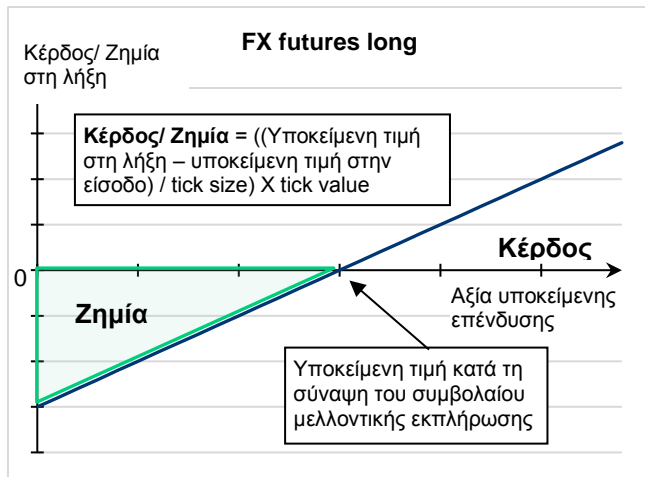 FX futures long
Κέρδος/ Ζημία
στη λήξη
Κέρδος/ Ζημία = ((Υποκείμενη τιμή
στη λήξη – υποκείμενη τιμή στην
είσοδο) / tick size) X tick value
Κέρδος
0
Αξία υποκείμενης
επένδυσης
Ζημία
Υποκείμενη τιμή κατά τη
σύναψη του συμβολαίου
μελλοντικής εκπλήρωσης